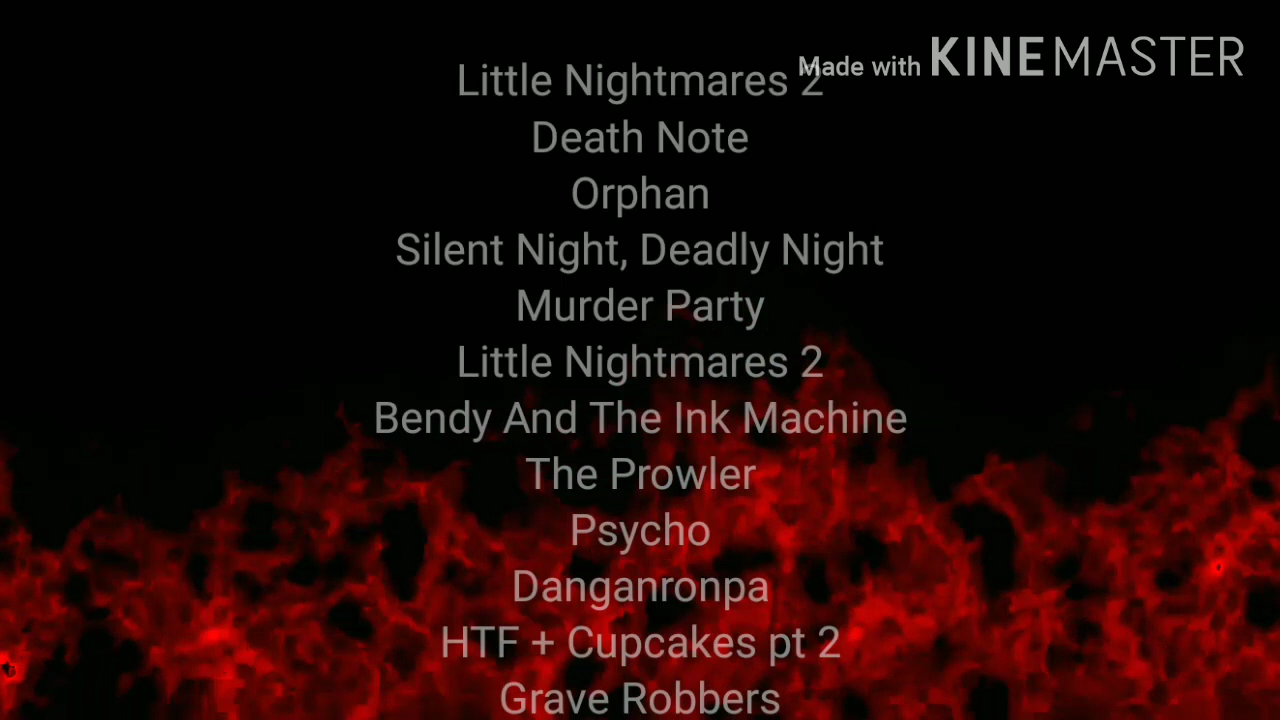 Made with KINEMASTER
Little Nightmares 2
Death Note
Orphan
Silent Night, Deadly Night
Murder Party
Little Nightmares 2
Bendy And The Ink Machine
The Prowler
Psycho
Danganronpa
HTF + Cupcakes pt 2
Grave Robbers